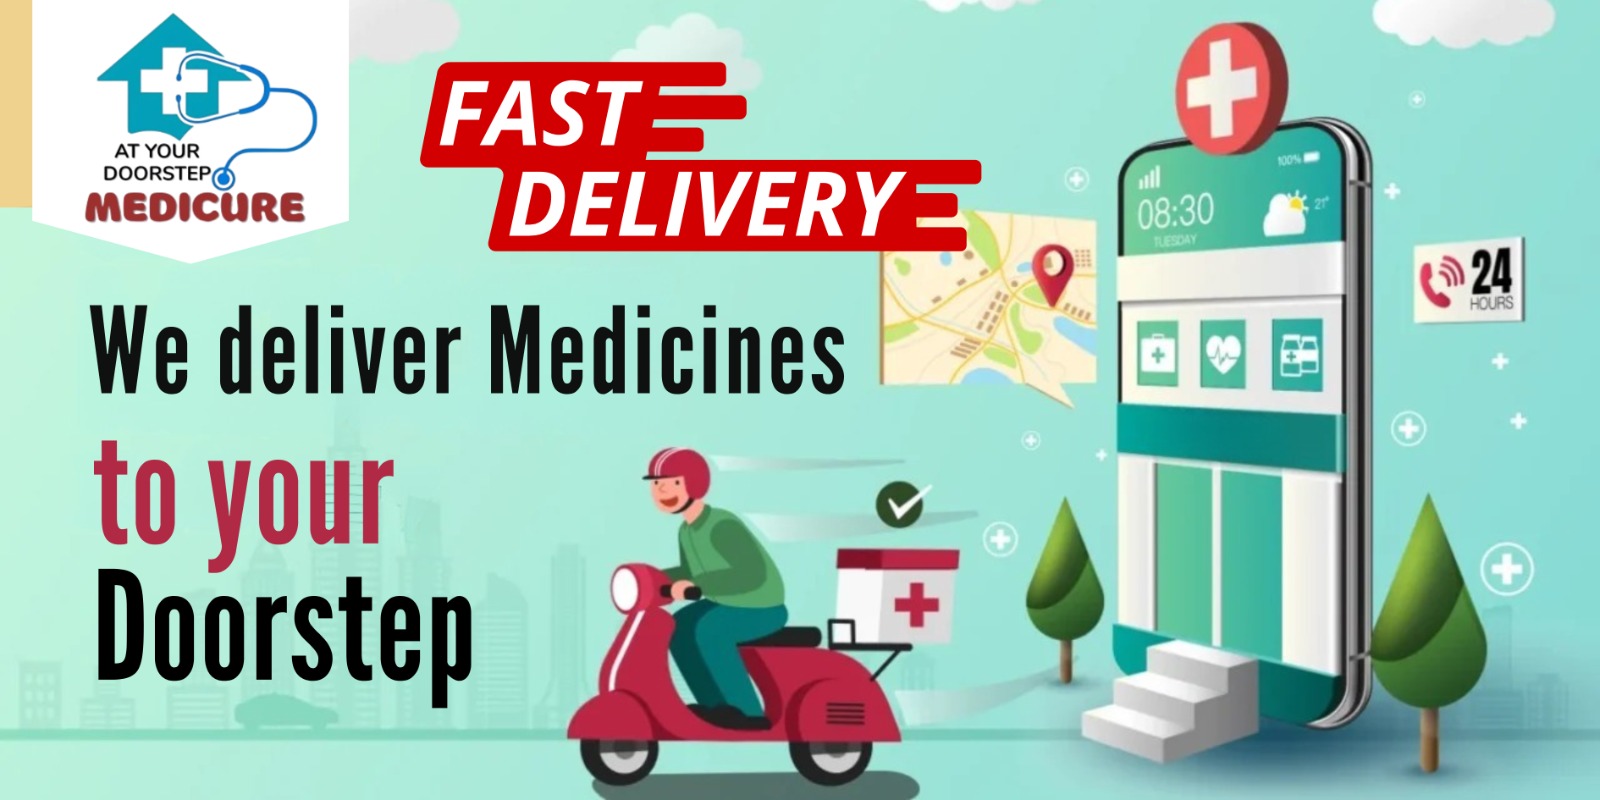 AT YOUR
DOORSTEP
MEDICURE
FAST
DELIVERY
We deliver Medicines
to your
Doorstep
100%
08:30
21°
TUESDAY
24
HOURS